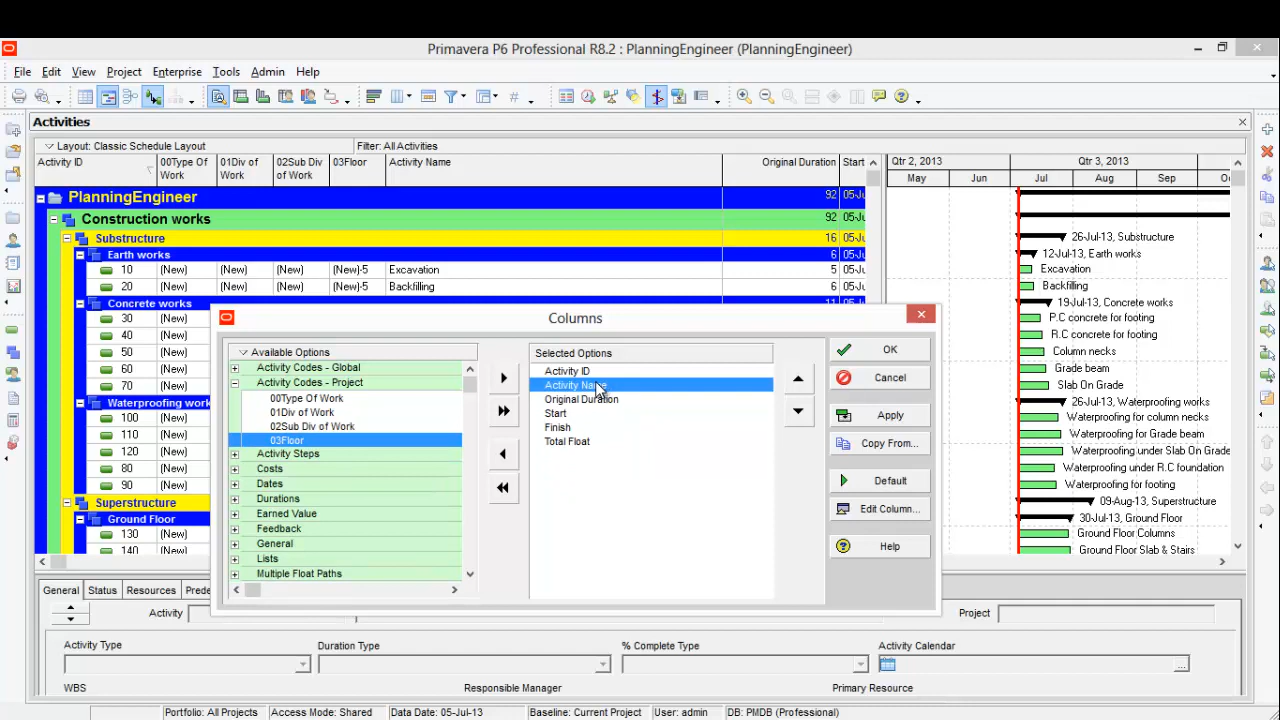 Primavera P6 Professional R8.2 : PlanningEngineer (PlanningEngineer)
File Edit View Project Enterprise Tools Admin Help
Activities
Layout: Classic Schedule Layout Filter: All Activities
Activity ID 00Type Of Work 01Div of Work 02Sub Div of Work 03Floor Activity Name Original Duration Start
Qtr 2, 2013 Qtr 3, 2013
May Jun Jul Aug Sep
PlanningEngineer 92
Construction works 92
Substructure 16
26-Jul-13, Substructure
Earth works 6
12-Jul-13, Earth works
10 (New) (New) (New) (New)-5 Excavation 5
Excavation
20 (New) (New) (New) (New)-5 Backfilling 6
Backfilling
Concrete works
19-Jul-13, Concrete works
30 (New)
P.C concrete for footing
40 (New)
R.C concrete for footing
50 (New)
Column necks
60 (New)
Grade beam
70 (New)
Slab On Grade
Waterproofing work
26-Jul-13, Waterproofing works
100 (New)
Waterproofing for column necks
110 (New)
Waterproofing for Grade beam
120 (New)
Waterproofing under Slab On Grade
80 (New)
Waterproofing under R.C foundation
90 (New)
Waterproofing for footing
Superstructure
09-Aug-13, Superstructure
Ground Floor
30-Jul-13, Ground Floor
130 (New)
Ground Floor Columns
140 (New)
Ground Floor Slab & Stairs
Columns
Available Options
Activity Codes - Global
Activity Codes - Project
00Type Of Work
01Div of Work
02Sub Div of Work
03Floor
Activity Steps
Costs
Dates
Durations
Earned Value
Feedback
General
Lists
Multiple Float Paths
Selected Options
Activity ID
Activity Name
Original Duration
Start
Finish
Total Float
OK
Cancel
Apply
Copy From...
Default
Edit Column...
Help
General Status Resources
Activity Project
Activity Type Duration Type % Complete Type Activity Calendar
WBS Responsible Manager Primary Resource
Portfolio: All Projects Access Mode: Shared Data Date: 05-Jul-13 Baseline: Current Project User: admin DB: PMDB (Professional)